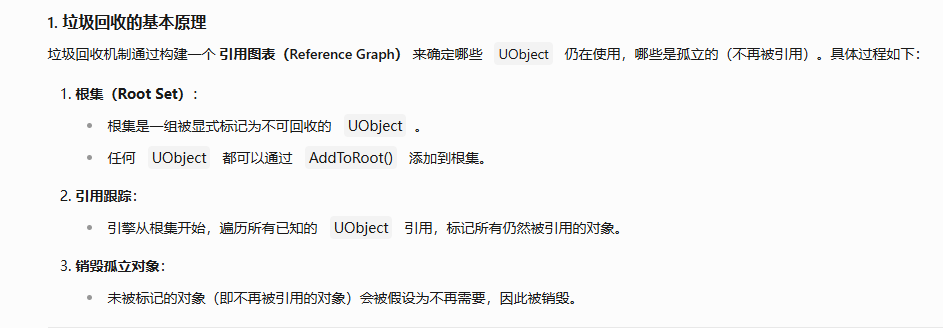 1. 垃圾回收的基本原理
垃圾回收机制通过构建一个 引用图表（Reference Graph） 来确定哪些 UObject 仍在使用，哪些是孤立的（不再被引用）。具体过程如下：
1. 根集（Root Set）：
• 根集是一组被显式标记为不可回收的 UObject 。
• 任何 UObject 都可以通过 AddToRoot() 添加到根集。
2. 引用跟踪：
• 引擎从根集开始，遍历所有已知的 UObject 引用，标记所有仍然被引用的对象。
3. 销毁孤立对象：
• 未被标记的对象（即不再被引用的对象）会被假设为不再需要，因此被销毁。